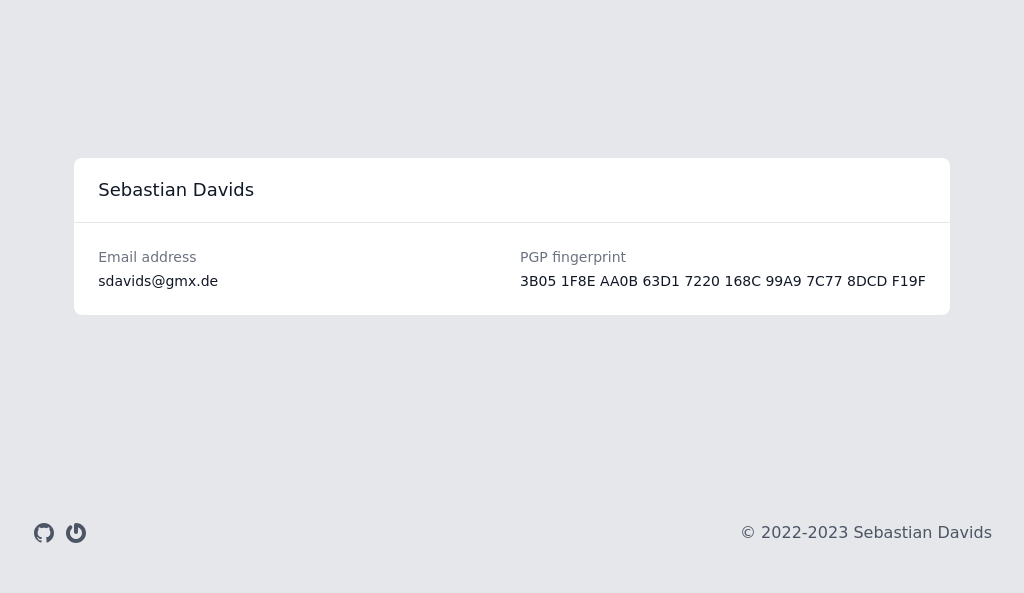 Sebastian Davids
Email address
sdavids@gmx.de
PGP fingerprint
3B05 1F8E AA0B 63D1 7220 168C 99A9 7C77 8DCD F19F
© 2022-2023 Sebastian Davids